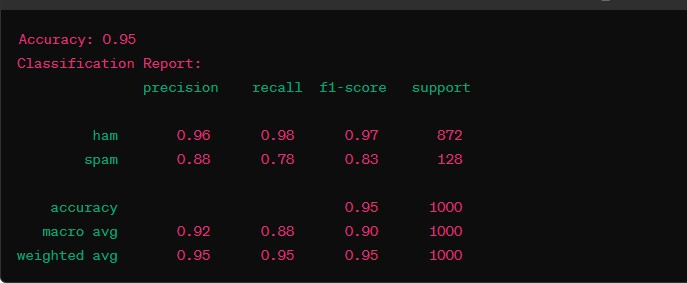 Accuracy: 0.95
Classification Report:
precision recall f1-score support
ham 0.96 0.98 0.97 872
spam 0.88 0.78 0.83 128
accuracy 0.95 1000
macro avg 0.92 0.88 0.90 1000
weighted avg 0.95 0.95 0.95 1000